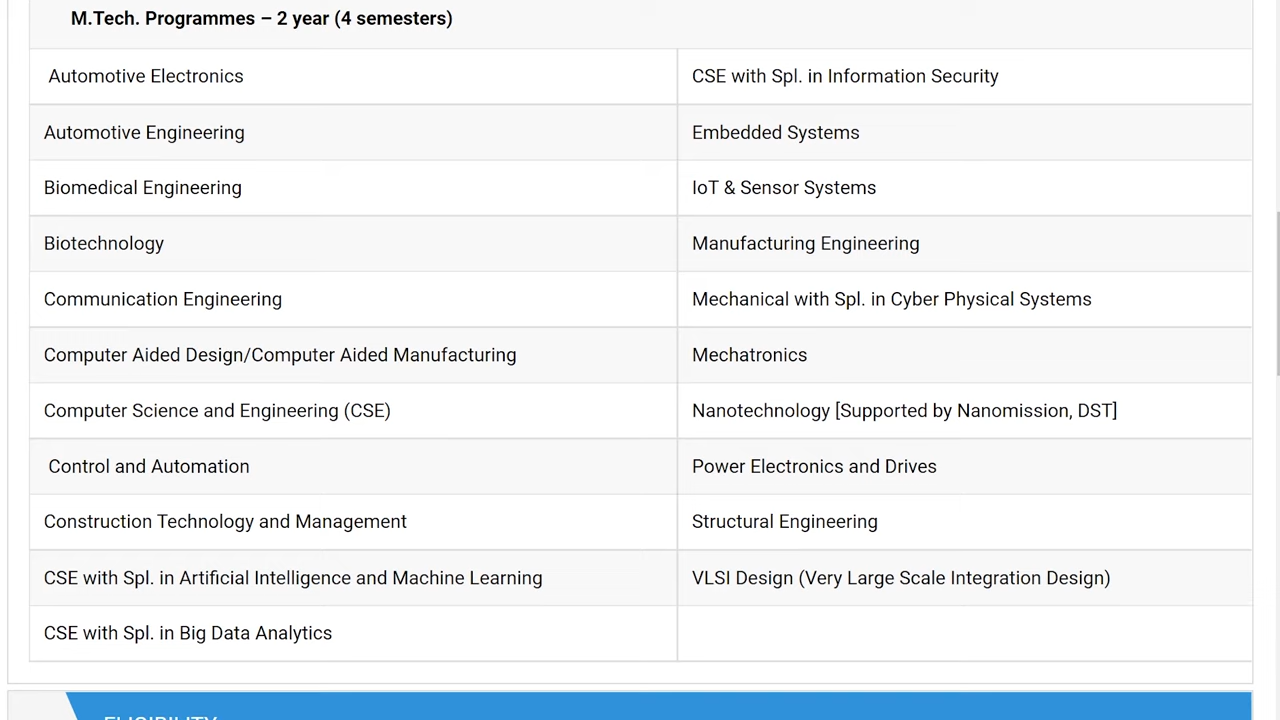 M.Tech. Programmes – 2 year (4 semesters)
Automotive Electronics
CSE with Spl. in Information Security
Automotive Engineering
Embedded Systems
Biomedical Engineering
IoT & Sensor Systems
Biotechnology
Manufacturing Engineering
Communication Engineering
Mechanical with Spl. in Cyber Physical Systems
Computer Aided Design/Computer Aided Manufacturing
Mechatronics
Computer Science and Engineering (CSE)
Nanotechnology [Supported by Nanomission, DST]
Control and Automation
Power Electronics and Drives
Construction Technology and Management
Structural Engineering
CSE with Spl. in Artificial Intelligence and Machine Learning
VLSI Design (Very Large Scale Integration Design)
CSE with Spl. in Big Data Analytics
ELIGIBILITY